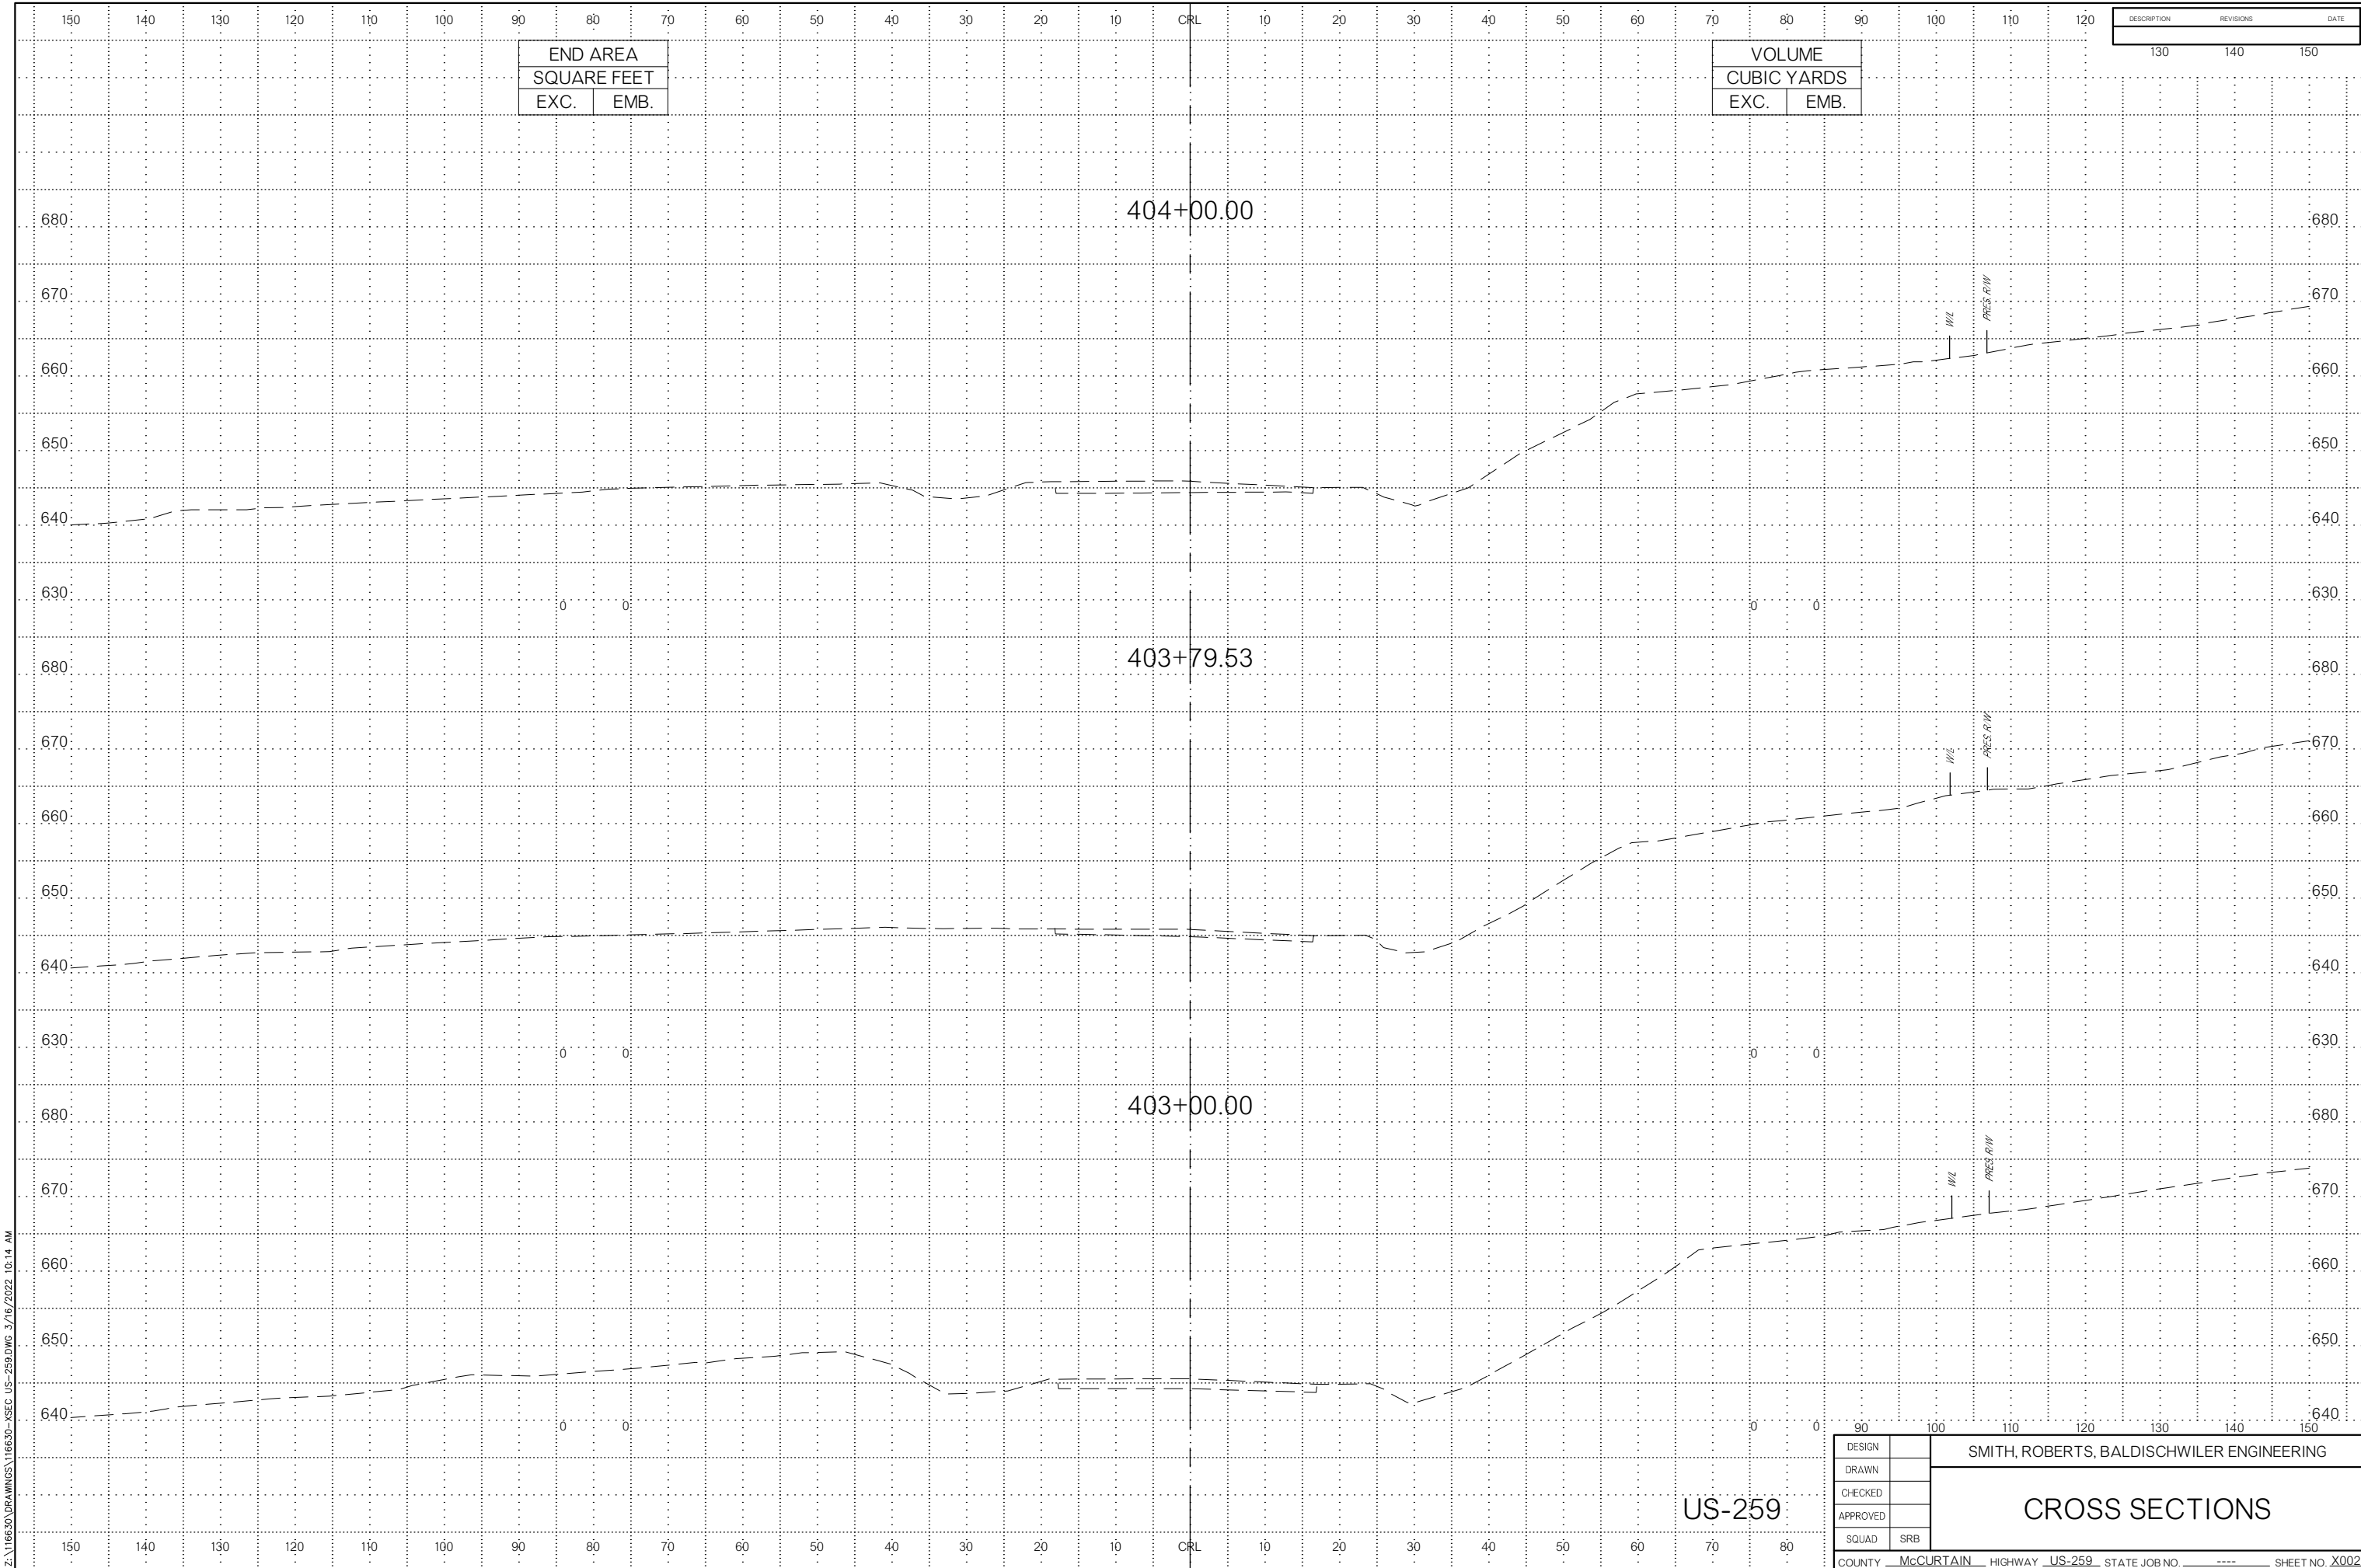 150 140 130 120 110 100 90 80 70 60 50 40 30 20 10 CRL 10 20 30 40 50 60 70 80 90 100 110 120
DESCRIPTION REVISIONS DATE
130 140 150
END AREA
SQUARE FEET
EXC. EMB.
VOLUME
CUBIC YARDS
EXC. EMB.
404+00.00
680 680
670 670
W/L PRES. R/W
660 660
650 650
640 640
630 630
0 0 0 0
403+79.53
680 680
670 670
W/L PRES. R/W
660 660
650 650
640 640
630 630
0 0 0 0
403+00.00
680 680
670 670
W/L PRES. R/W
660 660
650 650
640 640
0 0 0 0
90 100 110 120 130 140 150
US-259
DESIGN
DRAWN
CHECKED
APPROVED
SQUAD SRB
SMITH, ROBERTS, BALDISCHWILER ENGINEERING
CROSS SECTIONS
150 140 130 120 110 100 90 80 70 60 50 40 30 20 10 CRL 10 20 30 40 50 60 70 80
COUNTY McCURTAIN HIGHWAY US-259 STATE JOB NO. ---- SHEET NO. X002
Z:\116630\DRAWINGS\116630-XSEC US-259.DWG 3/16/2022 10:14 AM